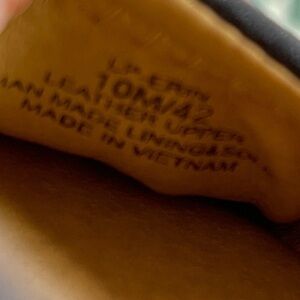 10M/42
LEATHER UPPER
MAN MADE LINING&SOLE
MADE IN VIETNAM